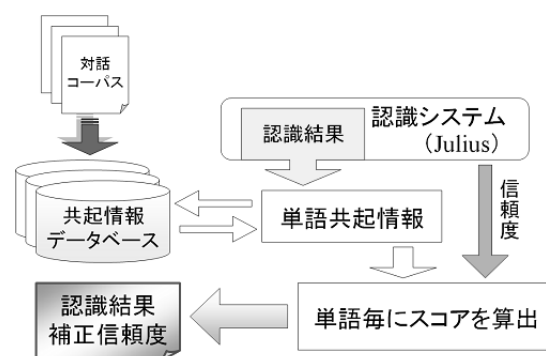 対話
コーパス
認識システム
(Julius)
認識結果
共起情報
データベース
単語共起情報
信頼度
認識結果
補正信頼度
単語毎にスコアを算出